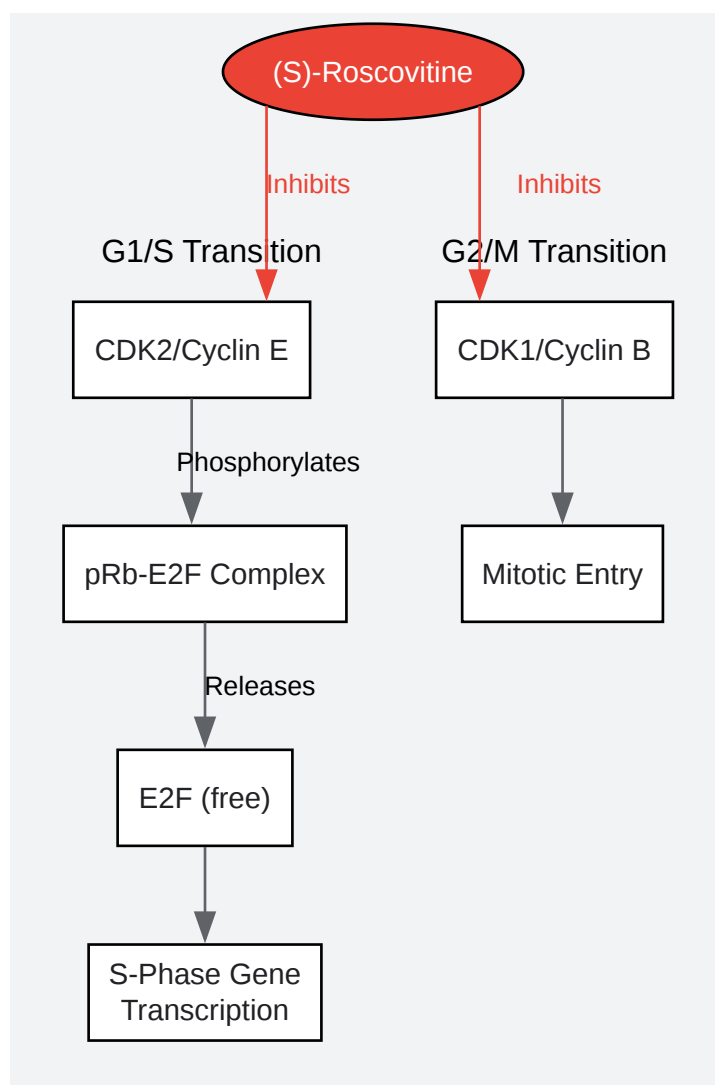 (S)-Roscovitine
Inhibits
Inhibits
G1/S Transition
G2/M Transition
CDK2/Cyclin E
CDK1/Cyclin B
Phosphorylates
pRb-E2F Complex
Mitotic Entry
Releases
E2F (free)
S-Phase Gene
Transcription